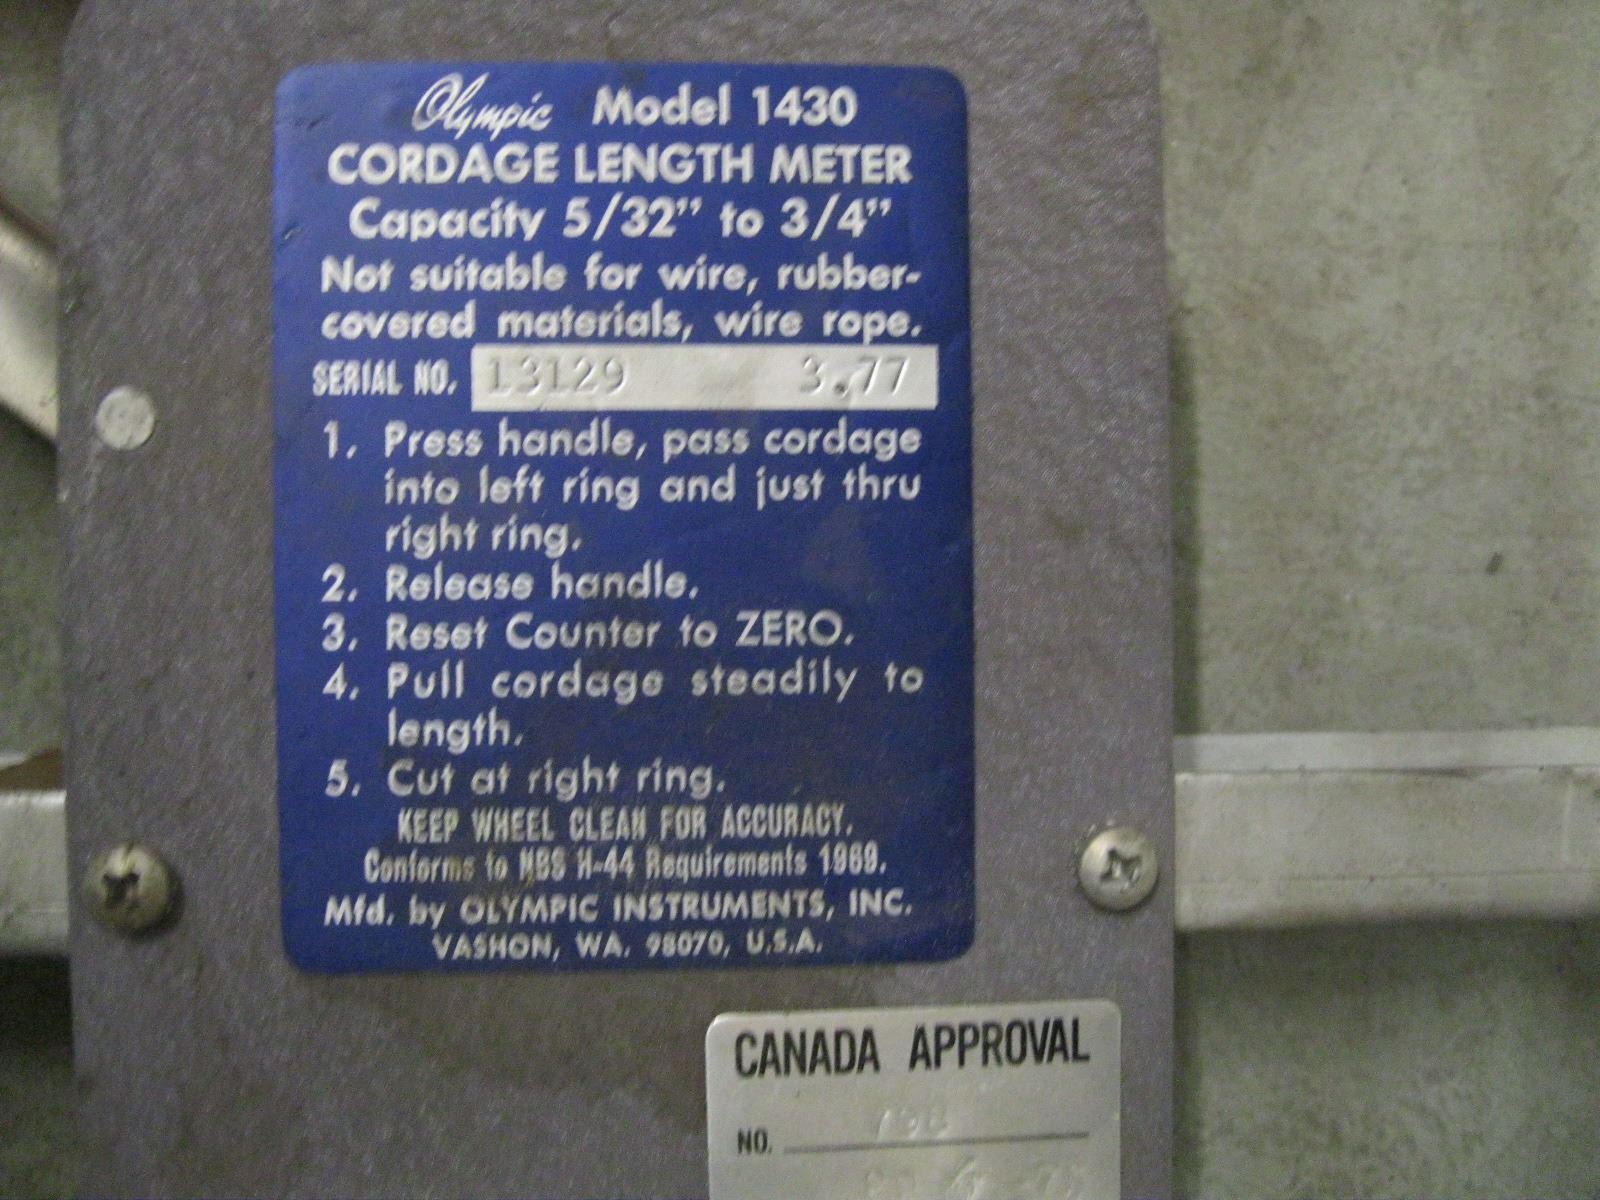 Olympic Model 1430
CORDAGE LENGTH METER
Capacity 5/32” to 3/4”
Not suitable for wire, rubber-
covered materials, wire rope.
SERIAL NO. 13129 3.77
1. Press handle, pass cordage
into left ring and just thru
right ring.
2. Release handle.
3. Reset Counter to ZERO.
4. Pull cordage steadily to
length.
5. Cut at right ring.
KEEP WHEEL CLEAN FOR ACCURACY.
Conforms to NBS H-44 Requirements 1969.
Mfd. by OLYMPIC INSTRUMENTS, INC.
VASHON, WA. 98070, U.S.A.
CANADA APPROVAL
NO.